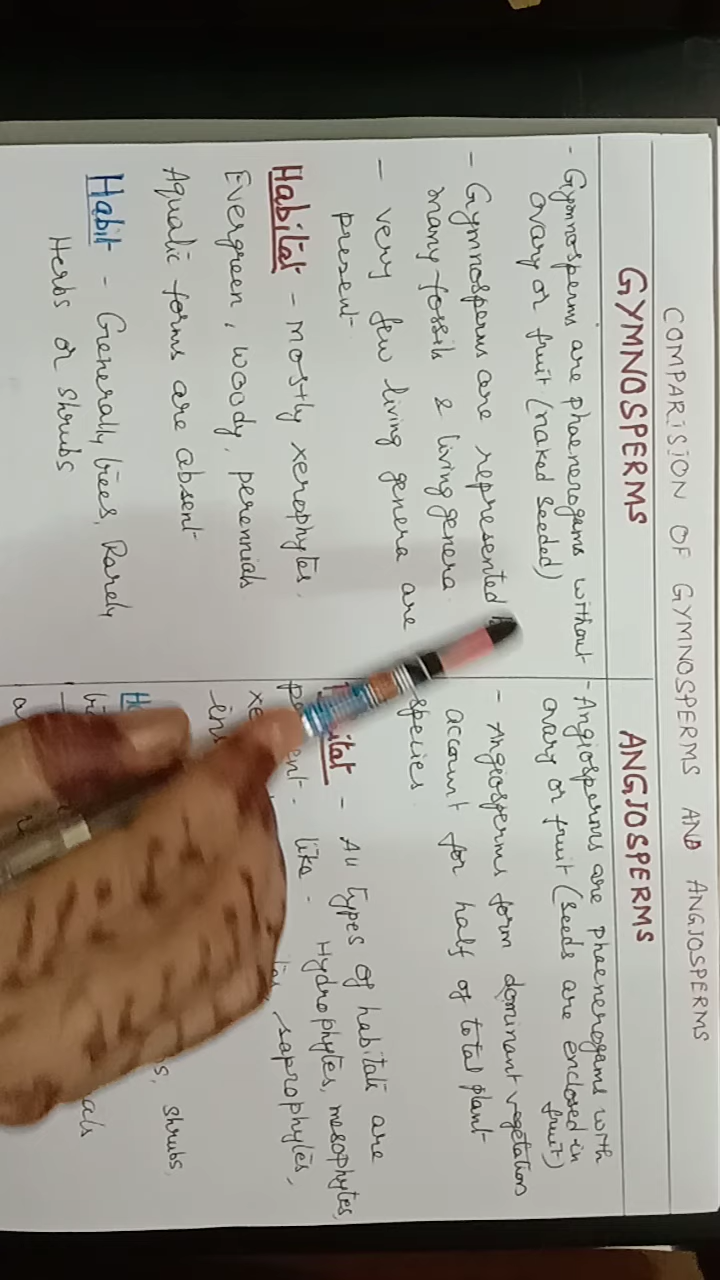 COMPARISION OF GYMNOSPERMS AND ANGIOSPERMS
GYMNOSPERMS
- Gymnosperms are phaenerogams without
ovary or fruit (naked seeded)
- Gymnosperms are represented
many fossils & living genera.
- very few living genera are
present.
Habitat - mostly xerophytes.
Evergreen, woody, perennials
Aquatic forms are absent
Habit - Generally trees, Rarely
Herbs or shrubs
ANGIOSPERMS
- Angiosperms are phaenerogams with
ovary or fruit (seeds are enclosed in
fruit)
- Angiosperms form dominant vegetation
account for half of total plant
species
- All types of habitats are
like - Hydrophytes, mesophytes,
saprophytes,
shrubs,